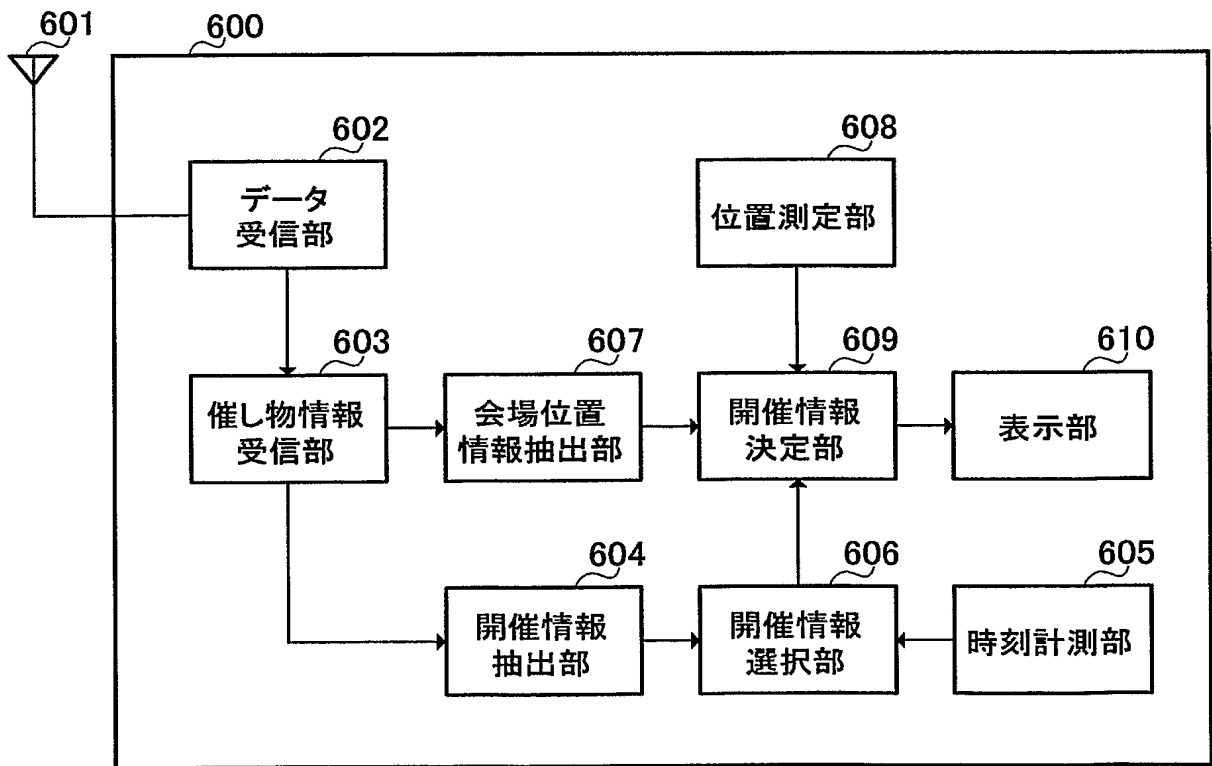 601
600
602
データ
受信部
608
位置測定部
603
催し物情報
受信部
607
会場位置
情報抽出部
609
開催情報
決定部
610
表示部
604
開催情報
抽出部
606
開催情報
選択部
605
時刻計測部